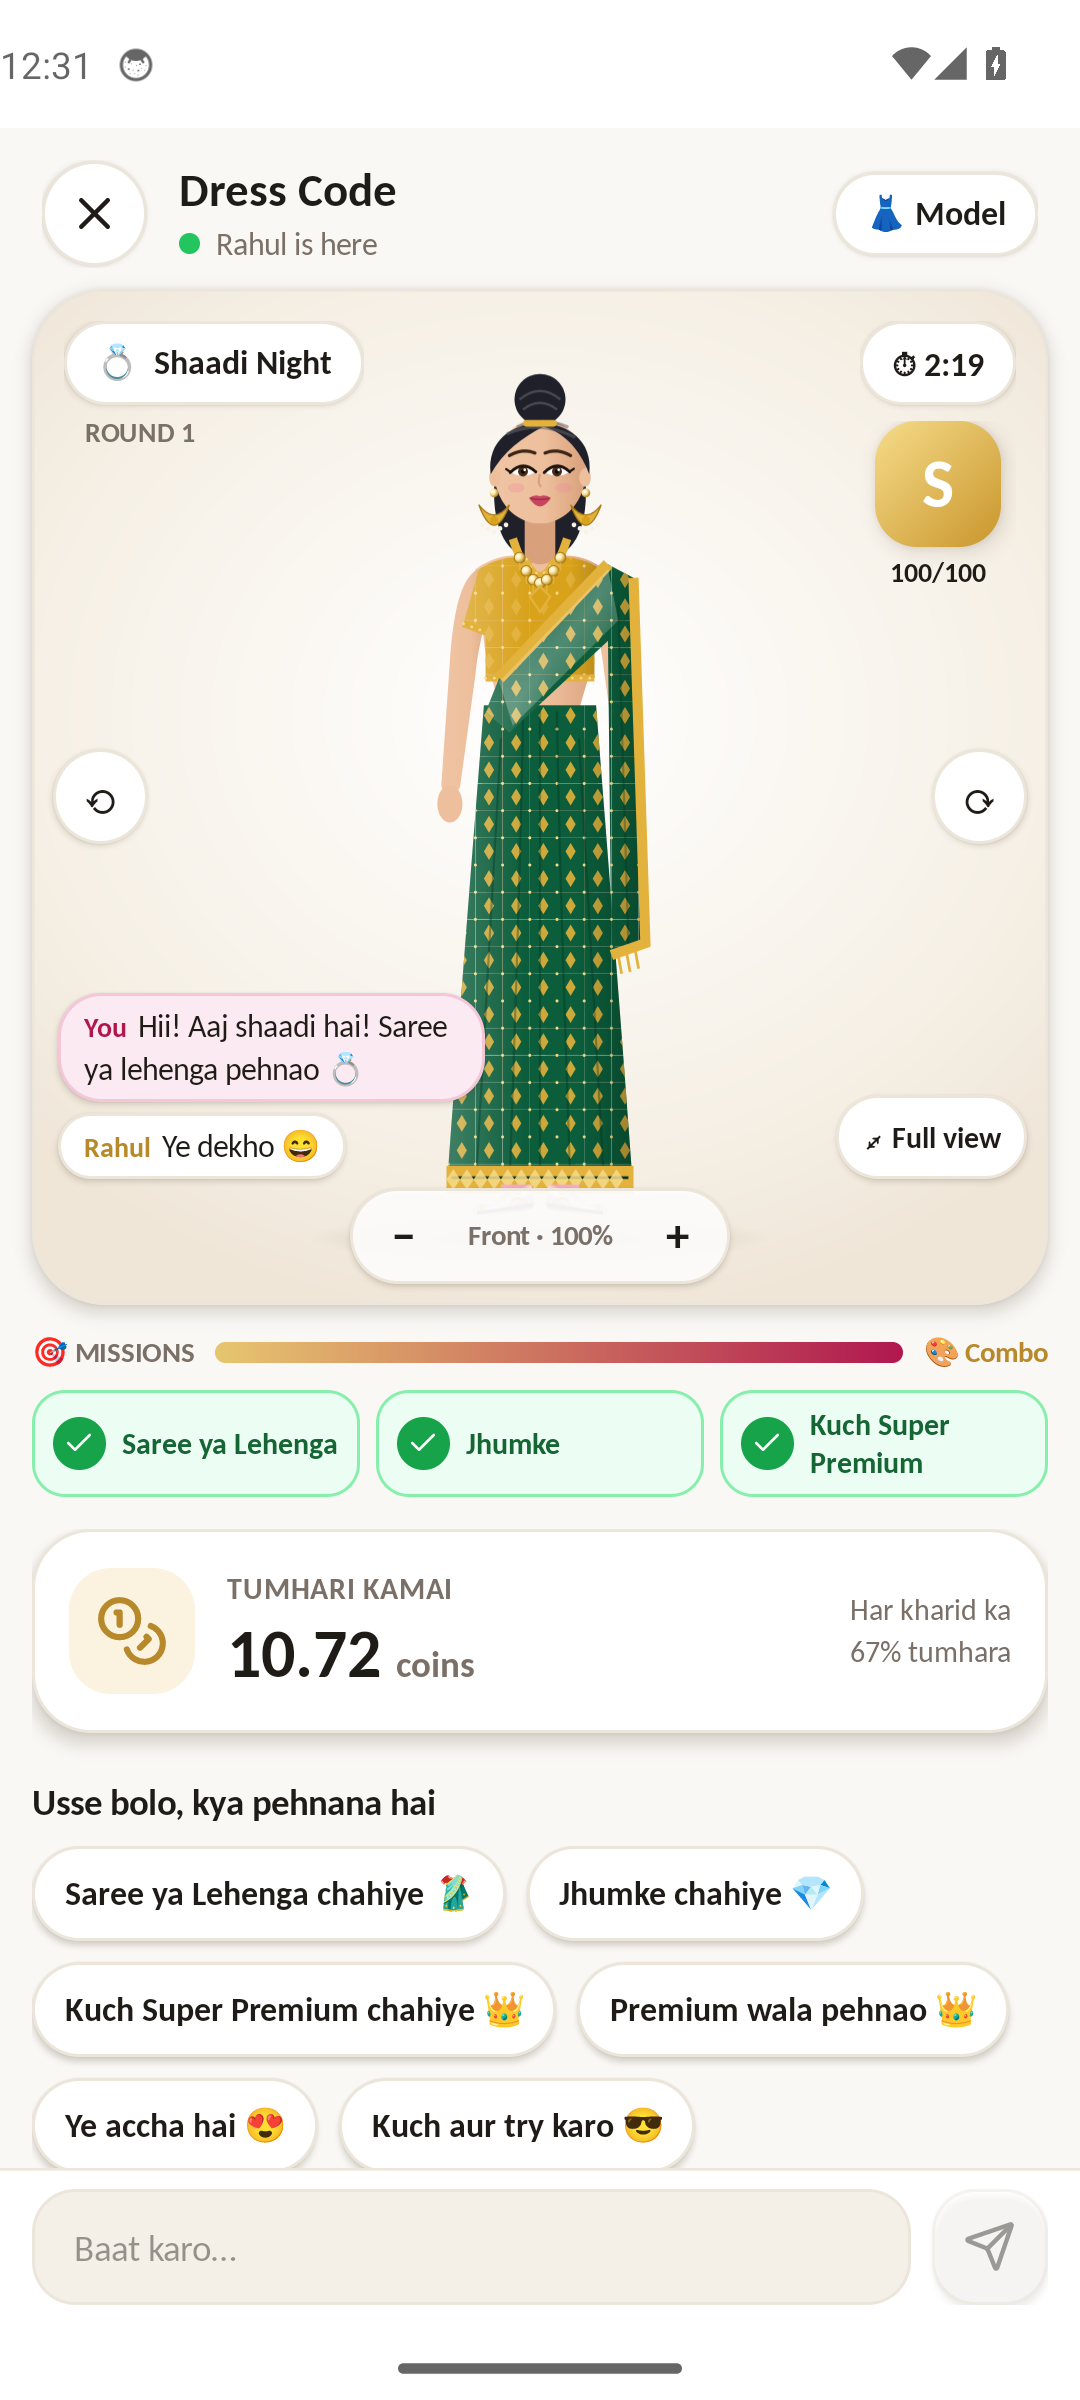 12:31
Dress Code
Rahul is here
Model
Shaadi Night
2:19
ROUND 1
S
100/100
You Hii! Aaj shaadi hai! Saree
ya lehenga pehnao
Rahul Ye dekho
Full view
− Front · 100% +
MISSIONS
Combo
Saree ya Lehenga
Jhumke
Kuch Super
Premium
TUMHARI KAMAI
10.72 coins
Har kharid ka
67% tumhara
Usse bolo, kya pehnana hai
Saree ya Lehenga chahiye
Jhumke chahiye
Kuch Super Premium chahiye
Premium wala pehnao
Ye accha hai
Kuch aur try karo
Baat karo...